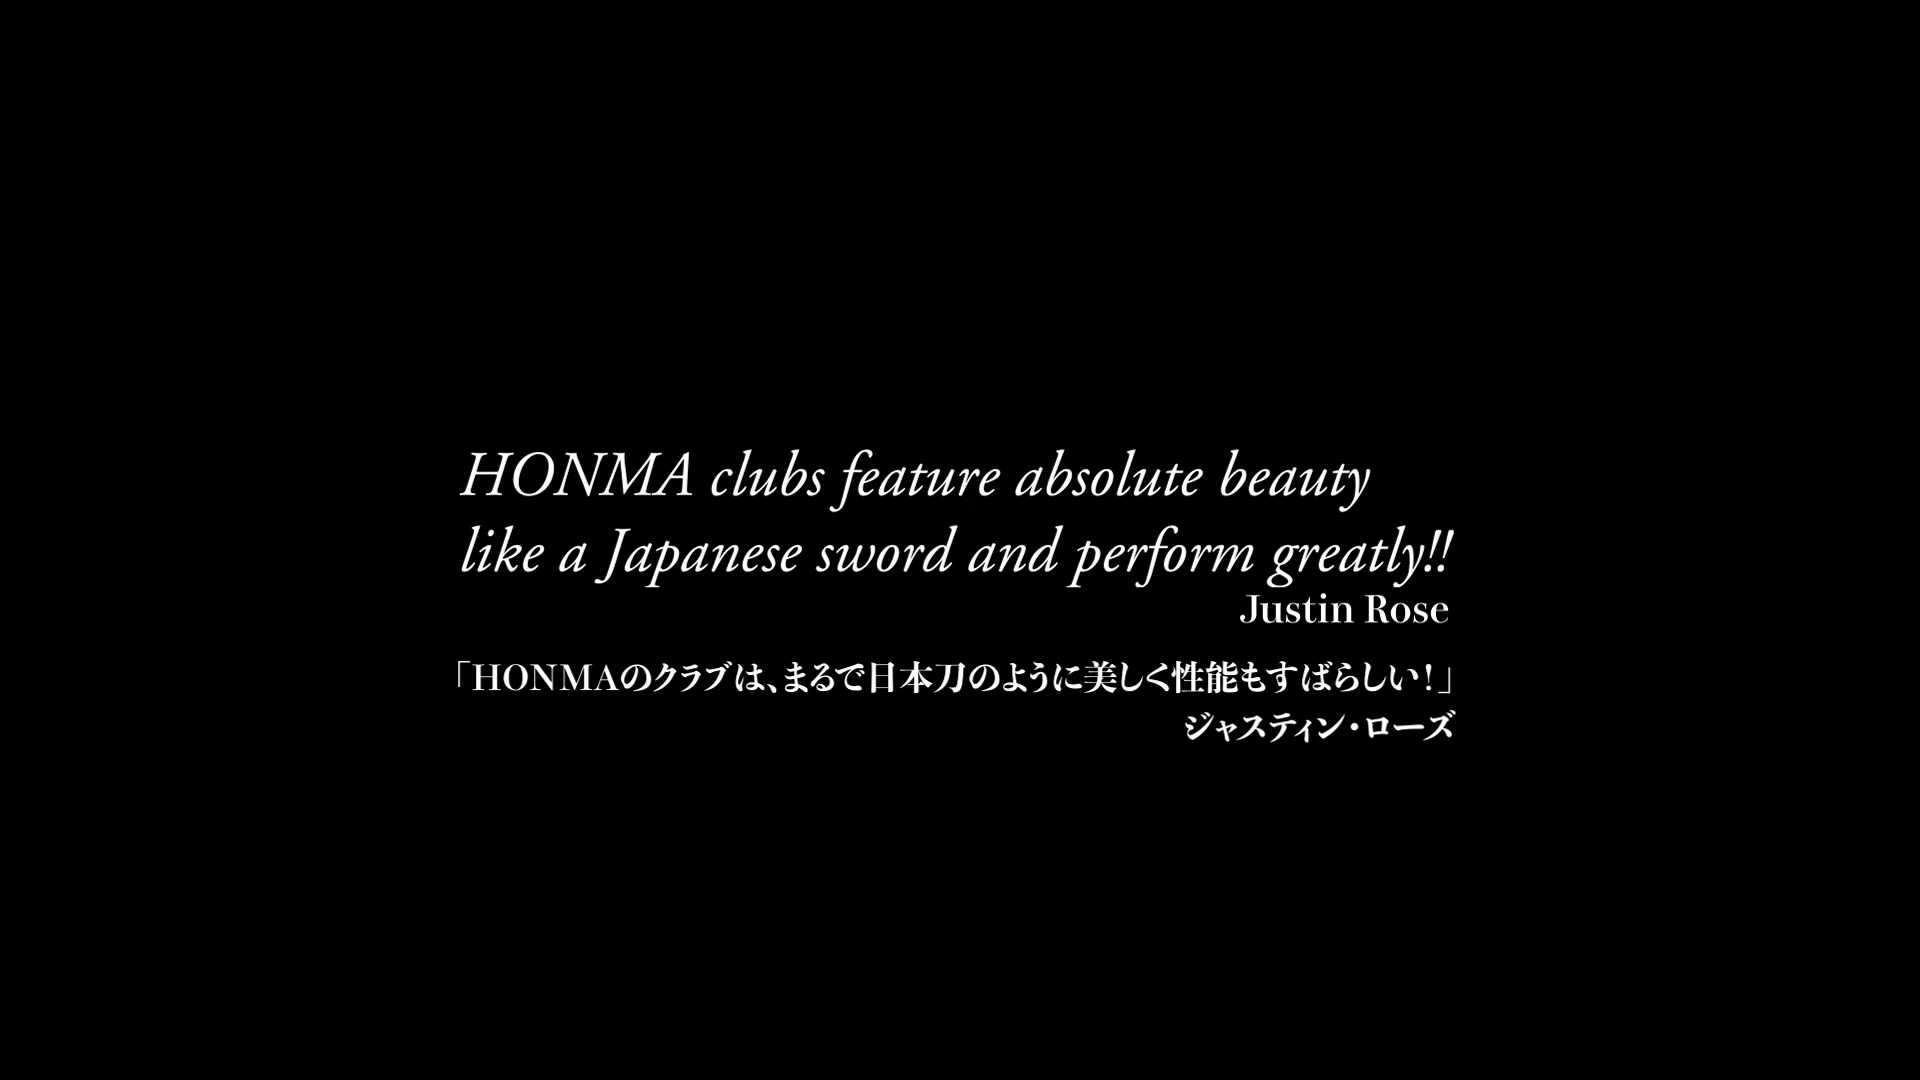 HONMA clubs feature absolute beauty
like a Japanese sword and perform greatly!!
Justin Rose
「HONMAのクラブは、まるで日本刀のように美しく性能もすばらしい!」
ジャスティン・ローズ